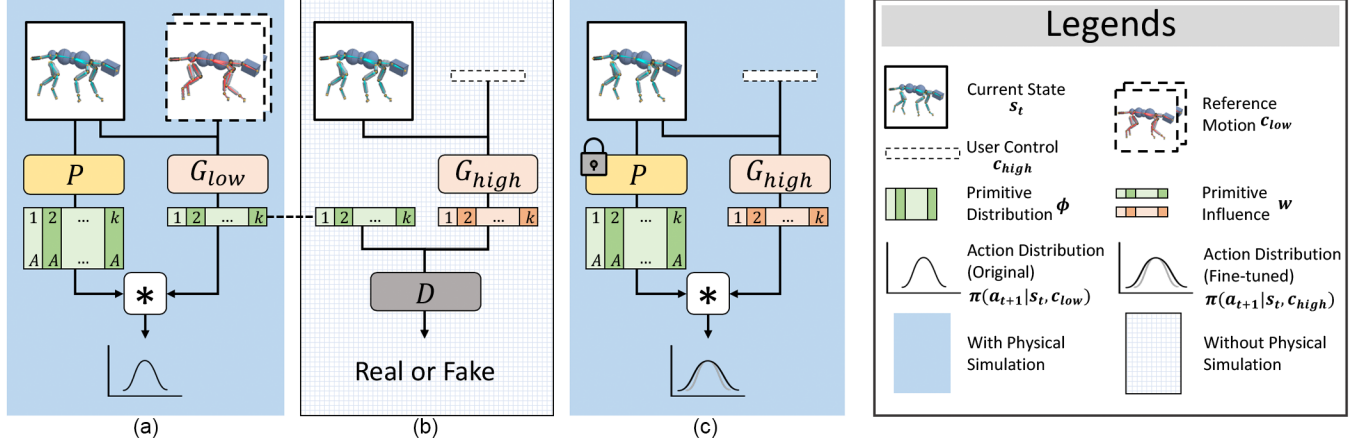 P
G_low
1 2 ... k
A A ... A
1 2 ... k
*
(a)
G_high
1 2 ... k
1 2 ... k
D
Real or Fake
(b)
P
G_high
1 2 ... k
A A ... A
1 2 ... k
*
(c)
Legends
Current State
s_t
Reference
Motion c_low
User Control
c_high
Primitive
Distribution ϕ
Primitive
Influence w
Action Distribution
(Original)
π(a_{t+1}|s_t, c_low)
Action Distribution
(Fine-tuned)
π(a_{t+1}|s_t, c_high)
With Physical
Simulation
Without Physical
Simulation